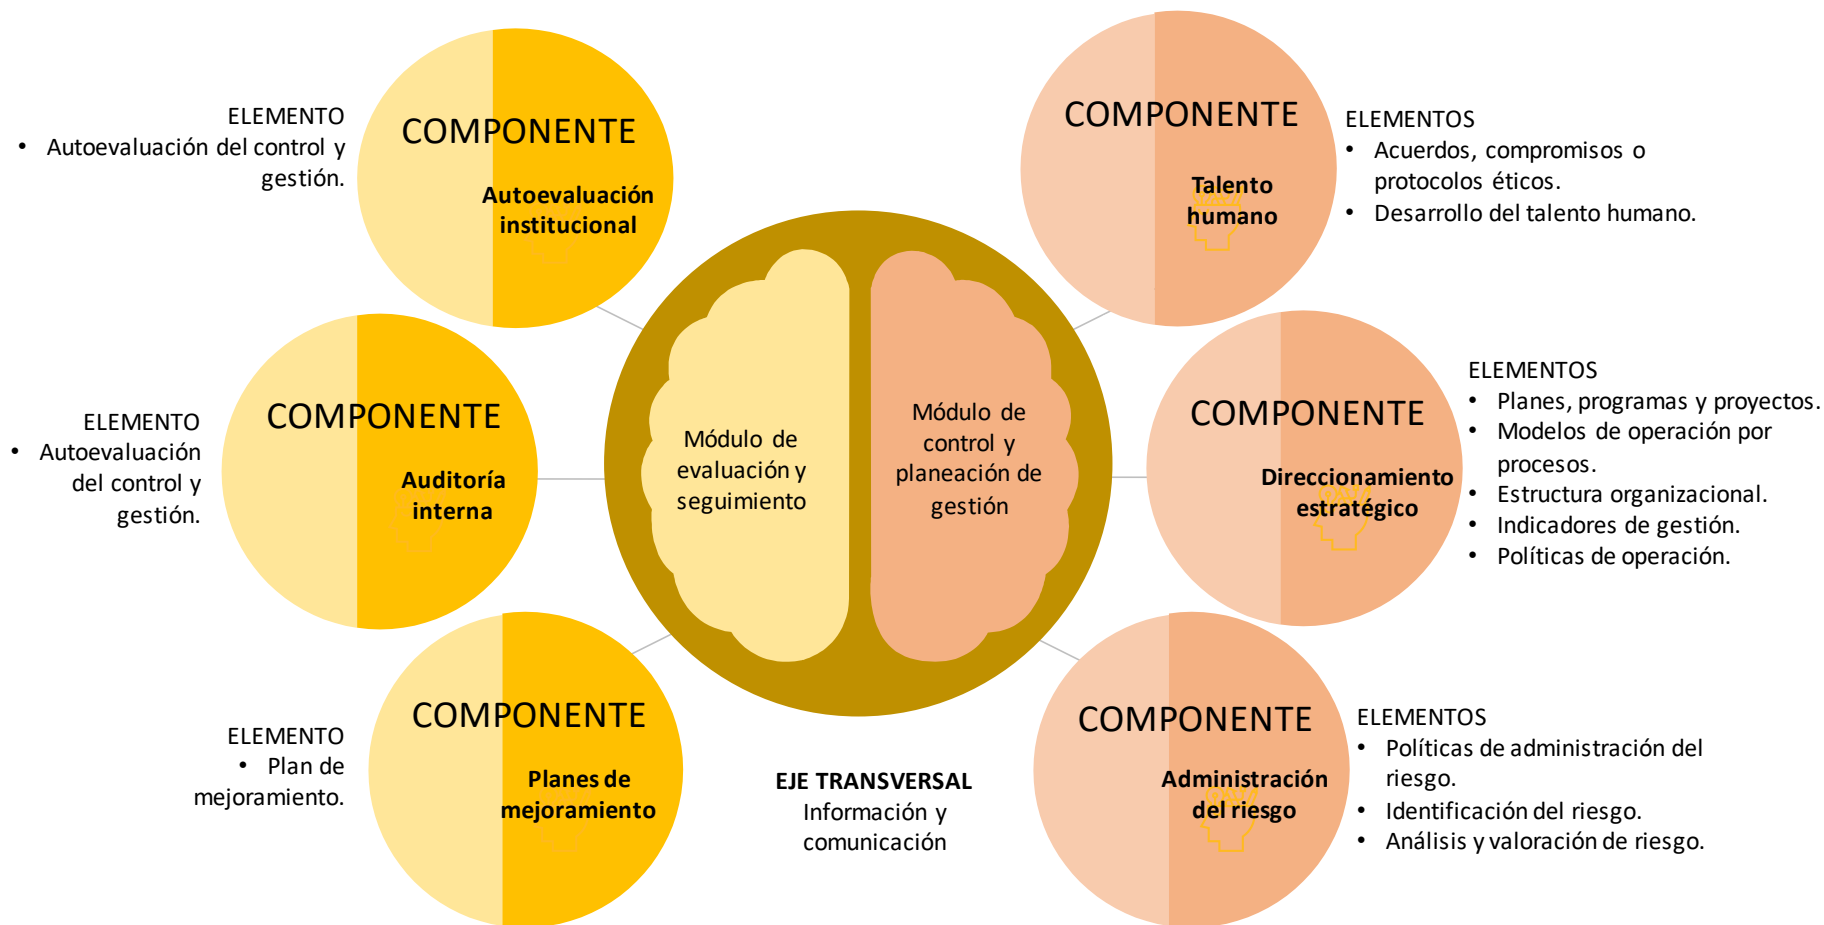 ELEMENTO
• Autoevaluación del control y
gestión.
COMPONENTE
Autoevaluación
institucional
ELEMENTO
• Autoevaluación
del control y
gestión.
COMPONENTE
Auditoría
interna
ELEMENTO
• Plan de
mejoramiento.
COMPONENTE
Planes de
mejoramiento
Módulo de
evaluación y
seguimiento
Módulo de
control y
planeación de
gestión
EJE TRANSVERSAL
Información y
comunicación
COMPONENTE
Talento
humano
ELEMENTOS
• Acuerdos, compromisos o
protocolos éticos.
• Desarrollo del talento humano.
COMPONENTE
Direccionamiento
estratégico
ELEMENTOS
• Planes, programas y proyectos.
• Modelos de operación por
procesos.
• Estructura organizacional.
• Indicadores de gestión.
• Políticas de operación.
COMPONENTE
Administración
del riesgo
ELEMENTOS
• Políticas de administración del
riesgo.
• Identificación del riesgo.
• Análisis y valoración de riesgo.